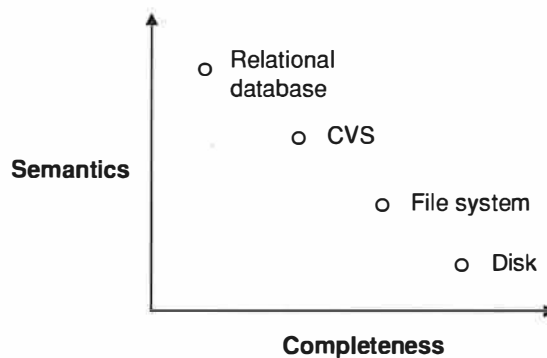 Relational
database
CVS
Semantics
File system
Disk
Completeness